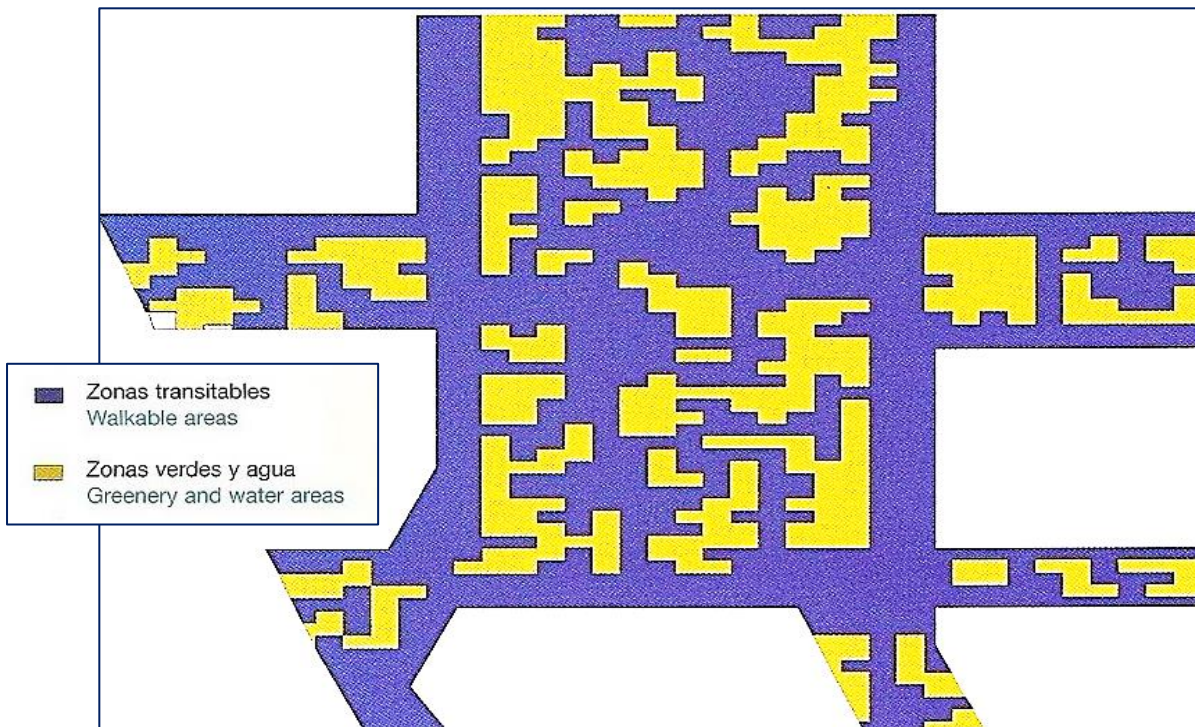 Zonas transitables
Walkable areas
Zonas verdes y agua
Greenery and water areas